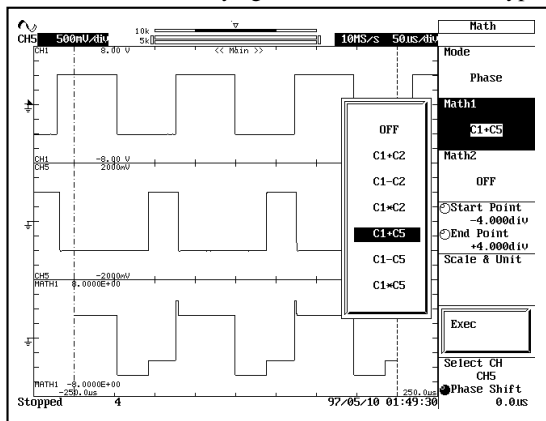 10k
5k
CH5 500mV/div
10MS/s 50us/div
CH1 8.00 V
<< Main >>
CH1 -8.00 V
CH5 2000mV
CH5 -2000mV
MATH1 8.0000E+00
MATH1 -8.0000E+00
-250.0us
250.0us
Stopped 4 97/05/10 01:49:30
OFF
C1+C2
C1-C2
C1*C2
C1+C5
C1-C5
C1*C5
Math
Mode
Phase
Math1
C1+C5
Math2
OFF
Start Point
-4.000div
End Point
+4.000div
Scale & Unit
Exec
Select CH
CH5
Phase Shift
0.0us